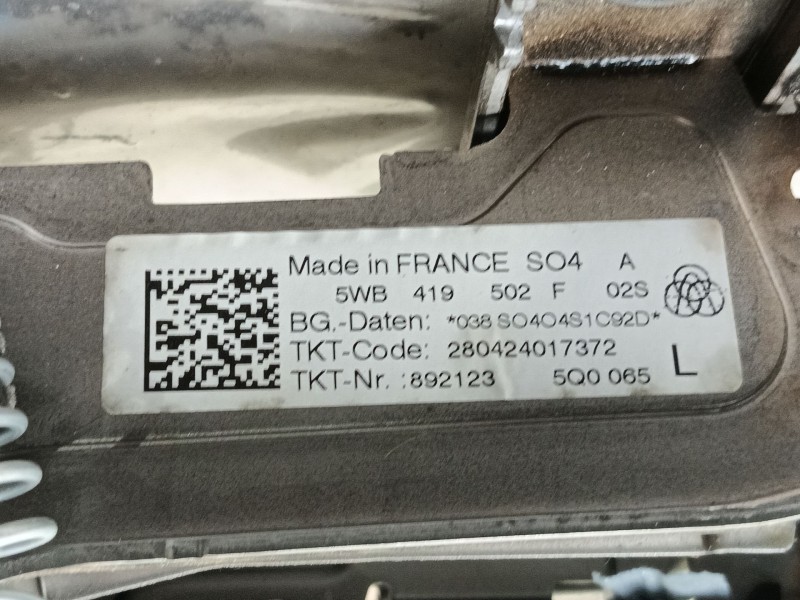 Made in FRANCE SO4 A
5WB 419 502 F 02S
BG.-Daten: *038 SO4O4S1C92D*
TKT-Code: 280424017372
TKT-Nr. :892123 5Q0 065 L